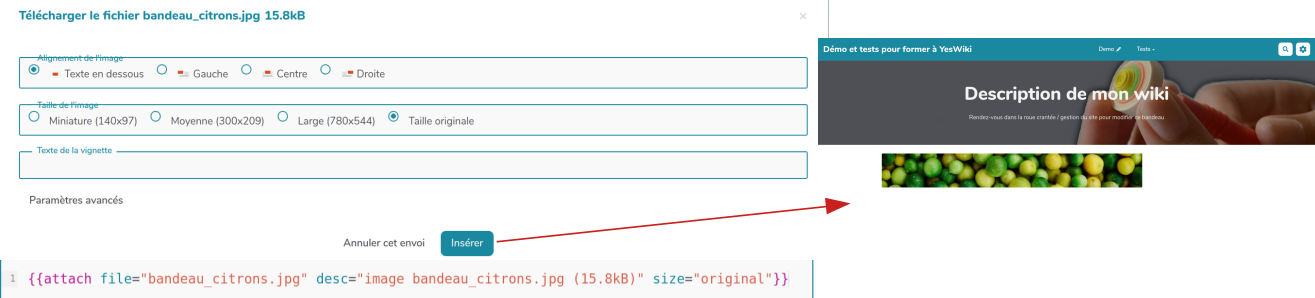 Télécharger le fichier bandeau_citrons.jpg 15.8kB
×
Alignement de l'image
Texte en dessous Gauche Centre Droite
Taille de l'image
Miniature (140x97) Moyenne (300x209) Large (780x544) Taille originale
Texte de la vignette
Paramètres avancés
Annuler cet envoi Insérer
1 {{attach file="bandeau_citrons.jpg" desc="image bandeau_citrons.jpg (15.8kB)" size="original"}}
Démo et tests pour former à YesWiki Demo Tests
Description de mon wiki
Rendez-vous dans la roue crantée / gestion du site pour modifier ce bandeau